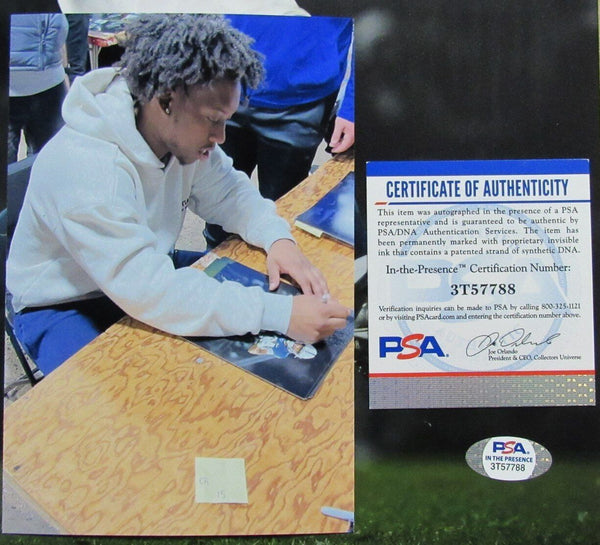 CERTIFICATE OF AUTHENTICITY
This item was autographed in the presence of a PSA
representative and is guaranteed to be authentic by
PSA/DNA Authentication Services. The item has
been permanently marked with proprietary invisible
ink that contains a patented strand of synthetic DNA.
In-the-Presence™ Certification Number:
3T57788
Verification inquiries can be made to PSA by calling 800-325-1121
or by visiting PSAcard.com and entering the certification number above.
PSA
Joe Orlando
President & CEO, Collectors Universe
PSA
IN THE PRESENCE
3T57788
15